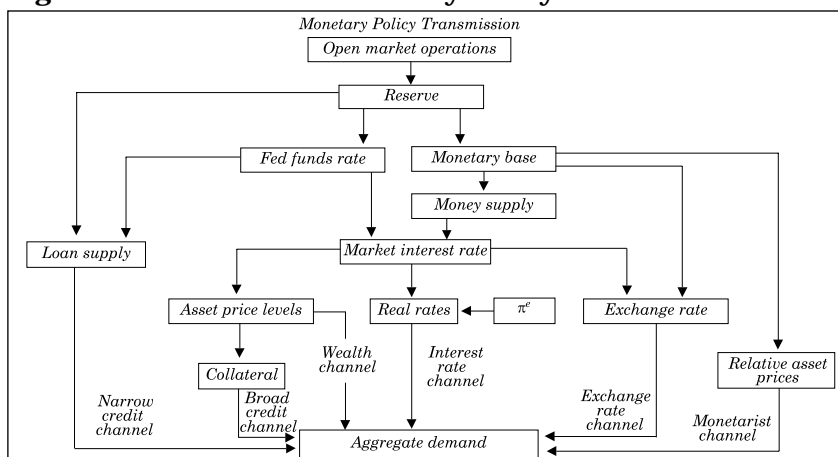 Monetary Policy Transmission
Open market operations
Reserve
Fed funds rate
Monetary base
Money supply
Loan supply
Market interest rate
Asset price levels
Real rates
πe
Exchange rate
Wealth
channel
Interest
rate
channel
Collateral
Relative asset
prices
Narrow
credit
channel
Broad
credit
channel
Exchange
rate
channel
Monetarist
channel
Aggregate demand